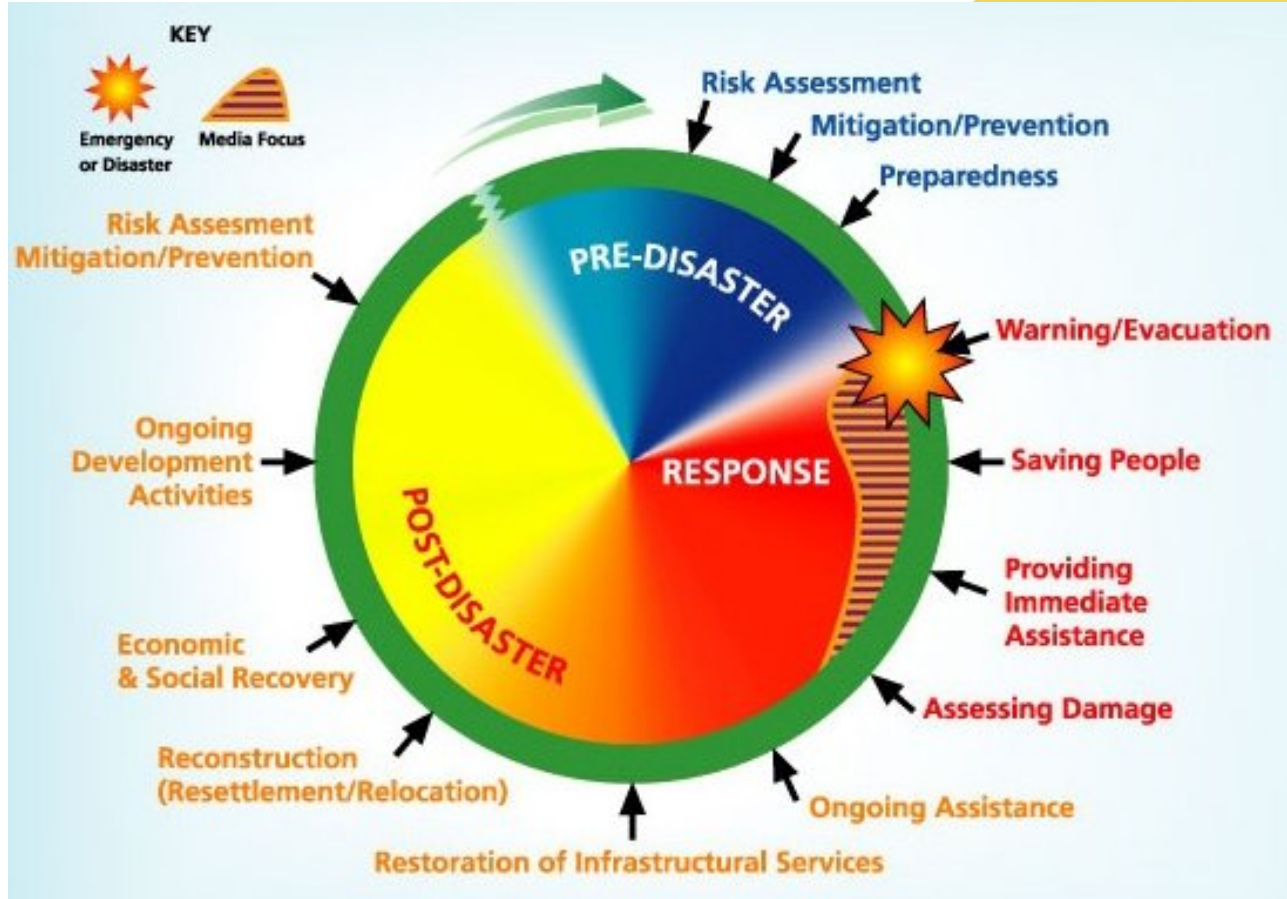 KEY
Emergency
or Disaster
Media Focus
Risk Assessment
Mitigation/Prevention
Preparedness
Warning/Evacuation
Saving People
Providing
Immediate
Assistance
Assessing Damage
Ongoing Assistance
Restoration of Infrastructural Services
Reconstruction
(Resettlement/Relocation)
Economic
& Social Recovery
Ongoing
Development
Activities
Risk Assesment
Mitigation/Prevention
PRE-DISASTER
RESPONSE
POST-DISASTER